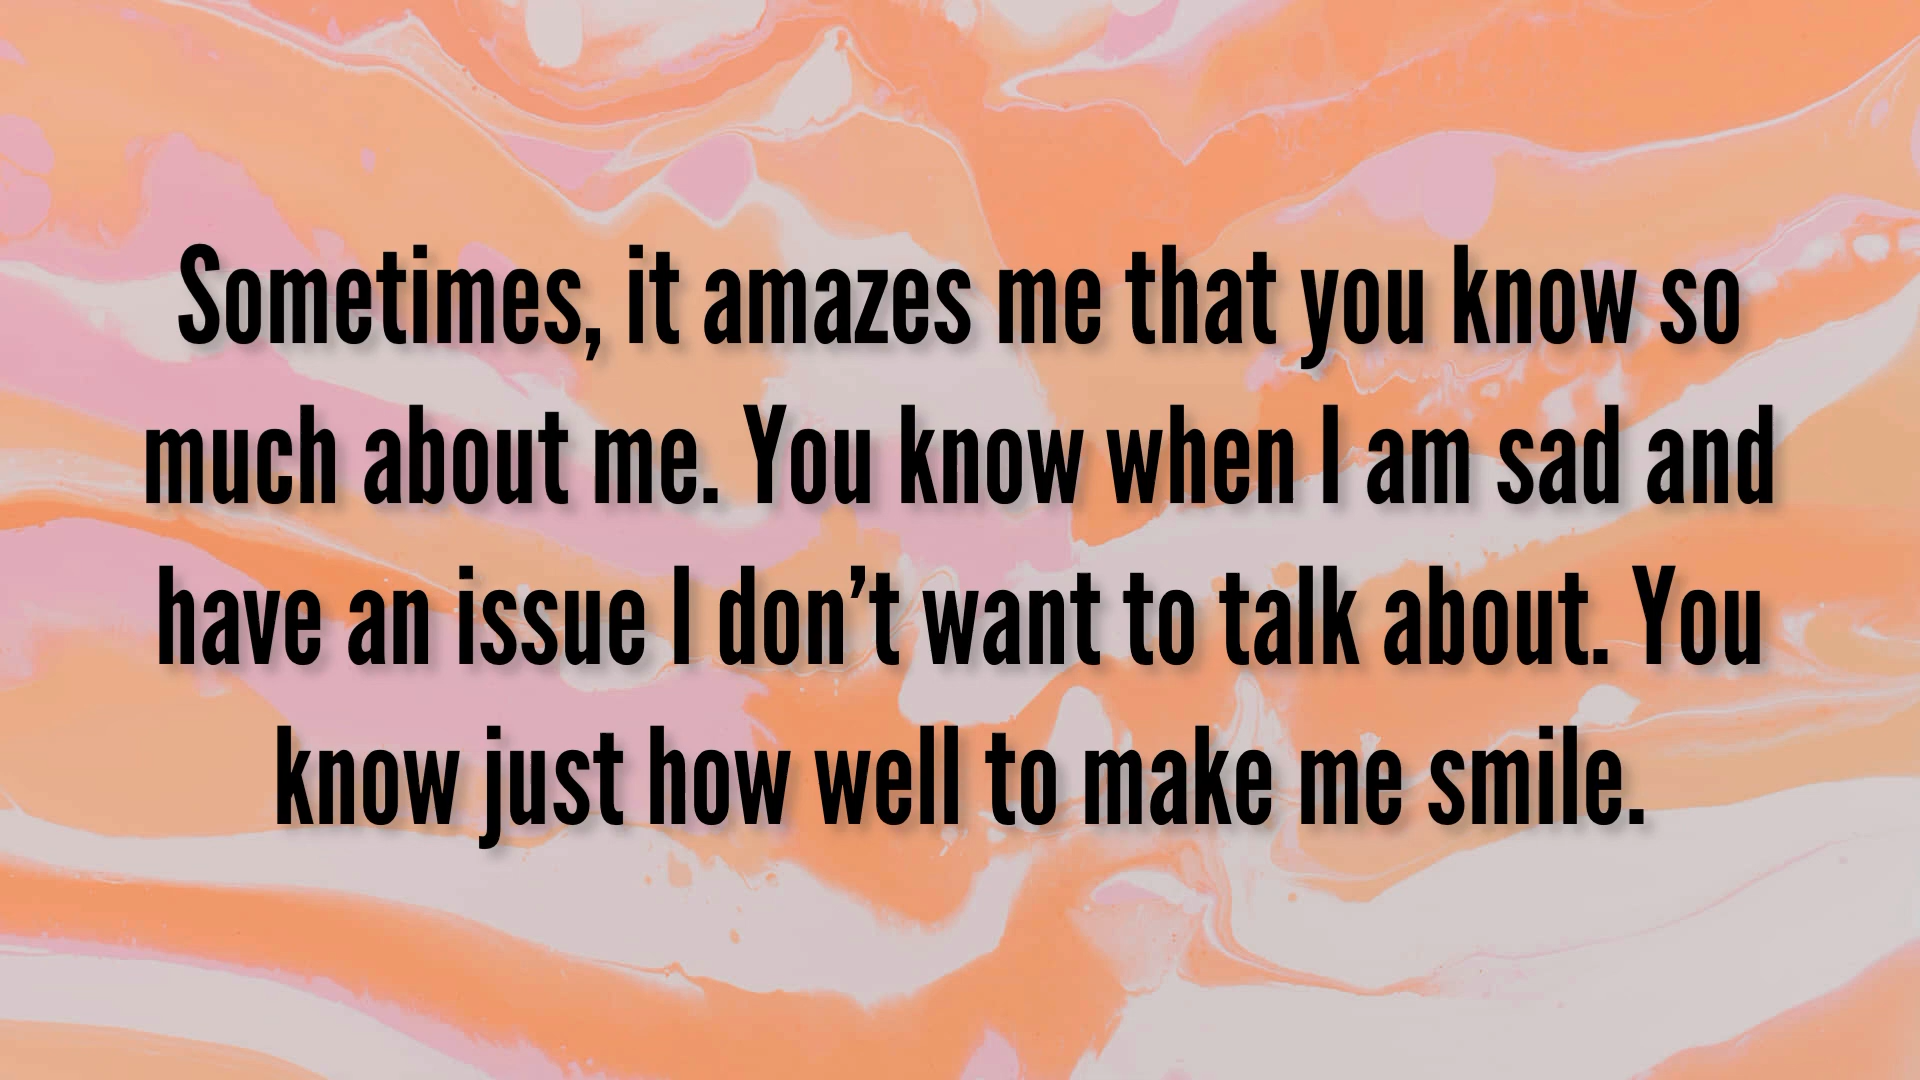 Sometimes, it amazes me that you know so
much about me. You know when I am sad and
have an issue I don’t want to talk about. You
know just how well to make me smile.